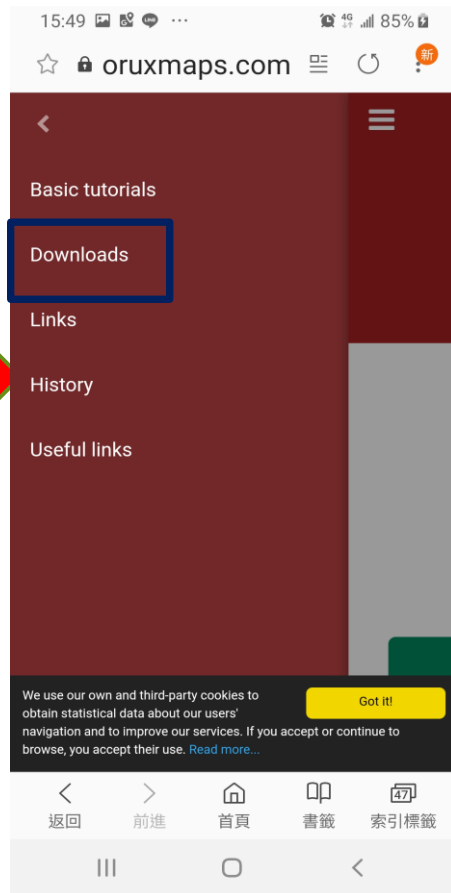 15:49 LINE ... 4G 85%
oruxmaps.com 新
Basic tutorials
Downloads
Links
History
Useful links
We use our own and third-party cookies to
obtain statistical data about our users'
navigation and to improve our services. If you accept or continue to
browse, you accept their use. Read more...
Got it!
返回 前進 首頁 書籤 47 索引標籤